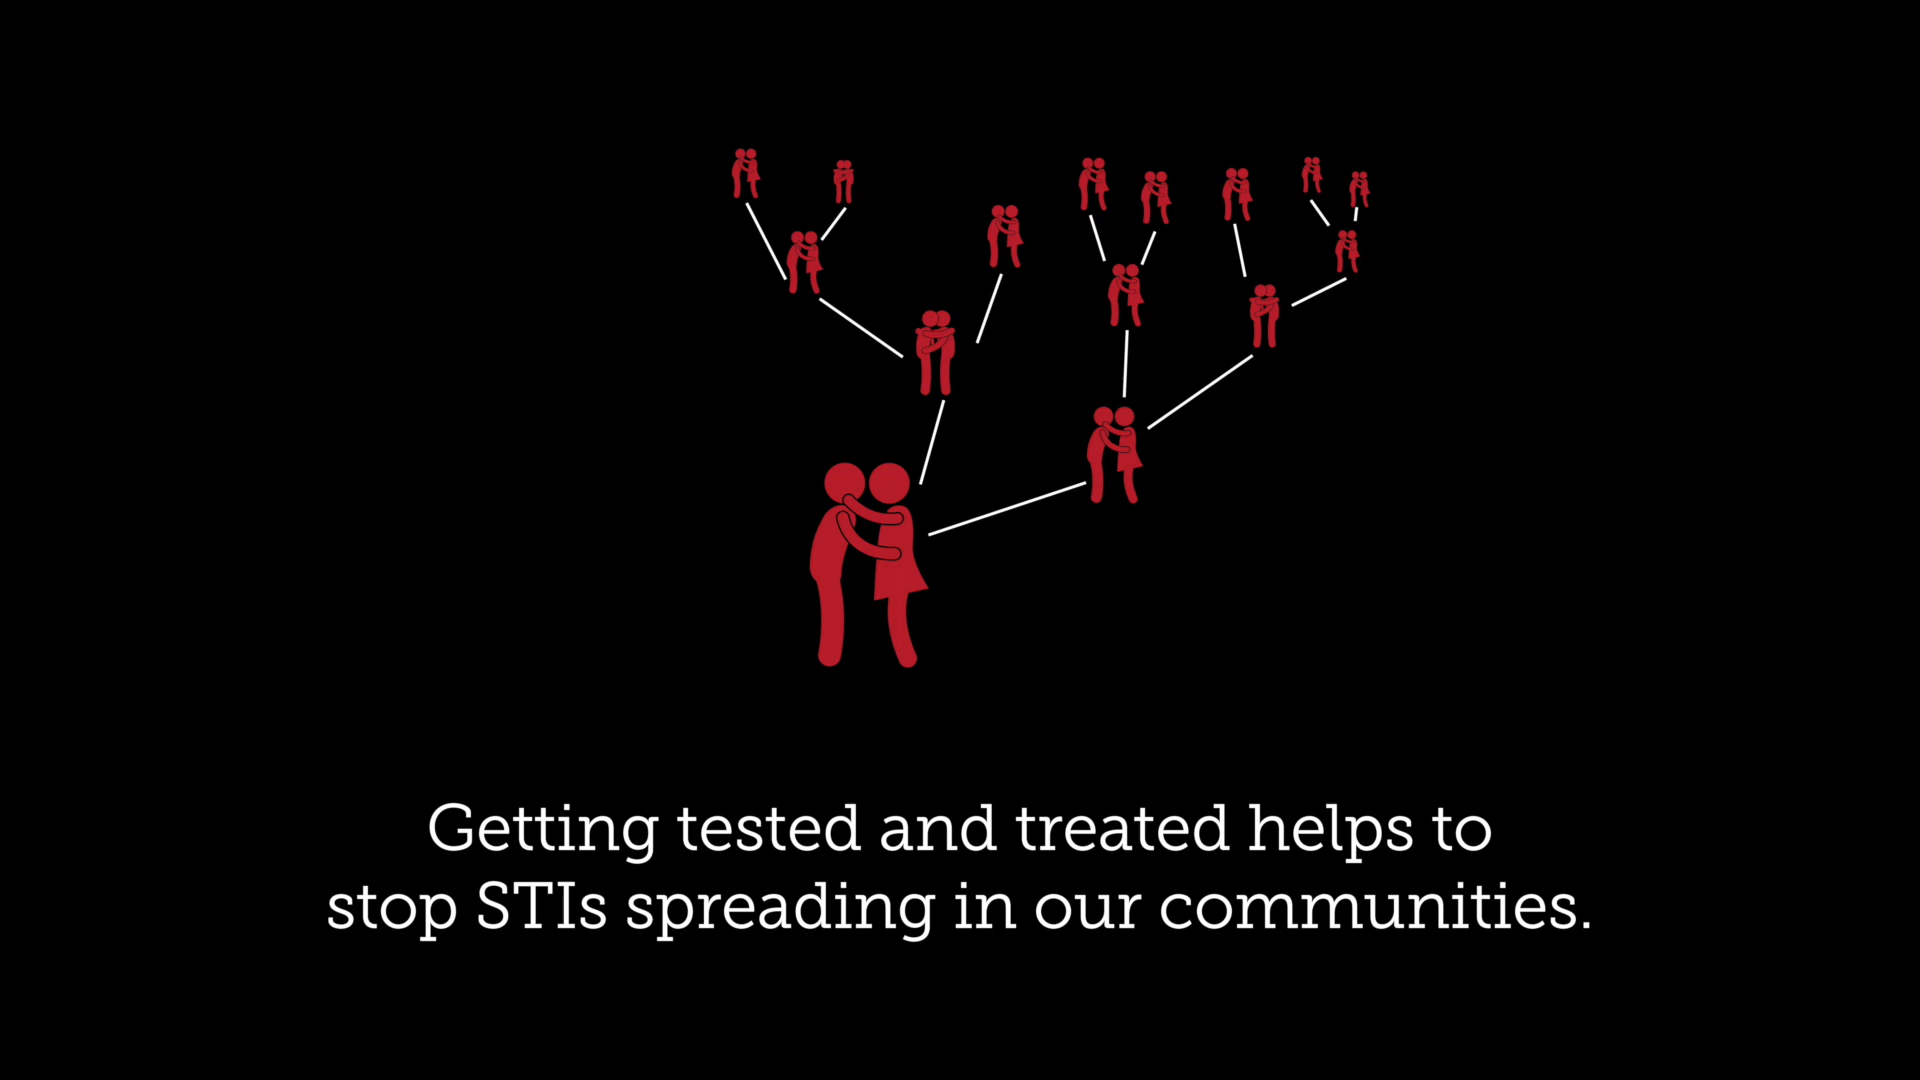 Getting tested and treated helps to
stop STIs spreading in our communities.